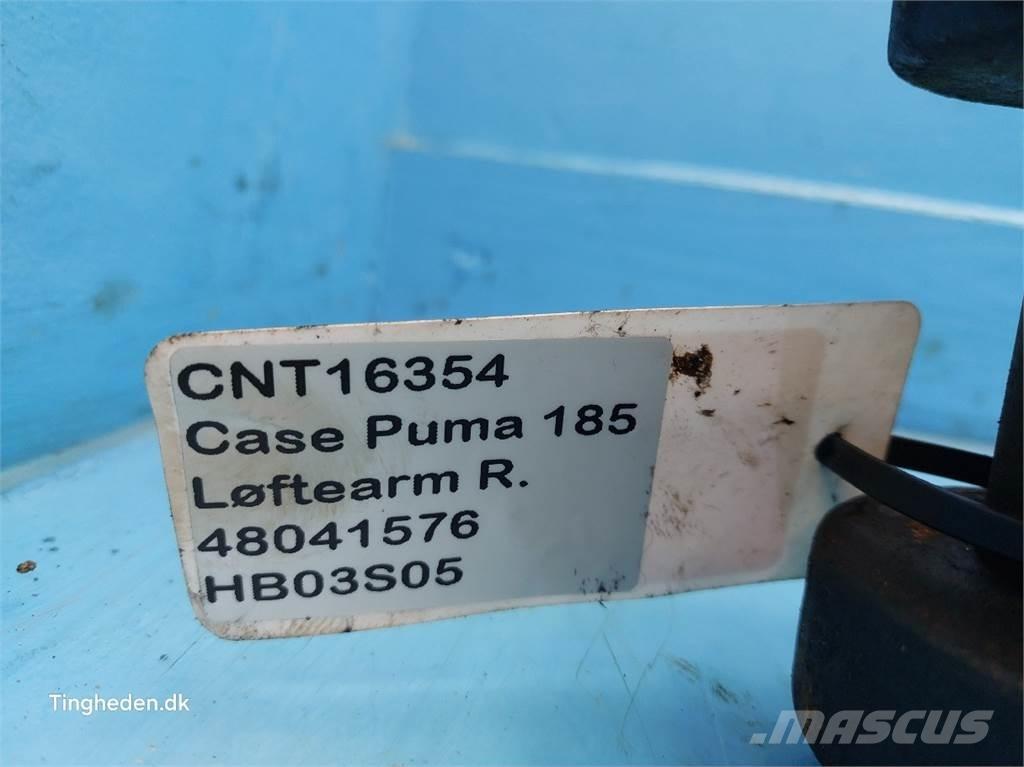 CNT16354
Case Puma 185
Løftearm R.
48041576
HB03S05
Tingheden.dk
MASCUS